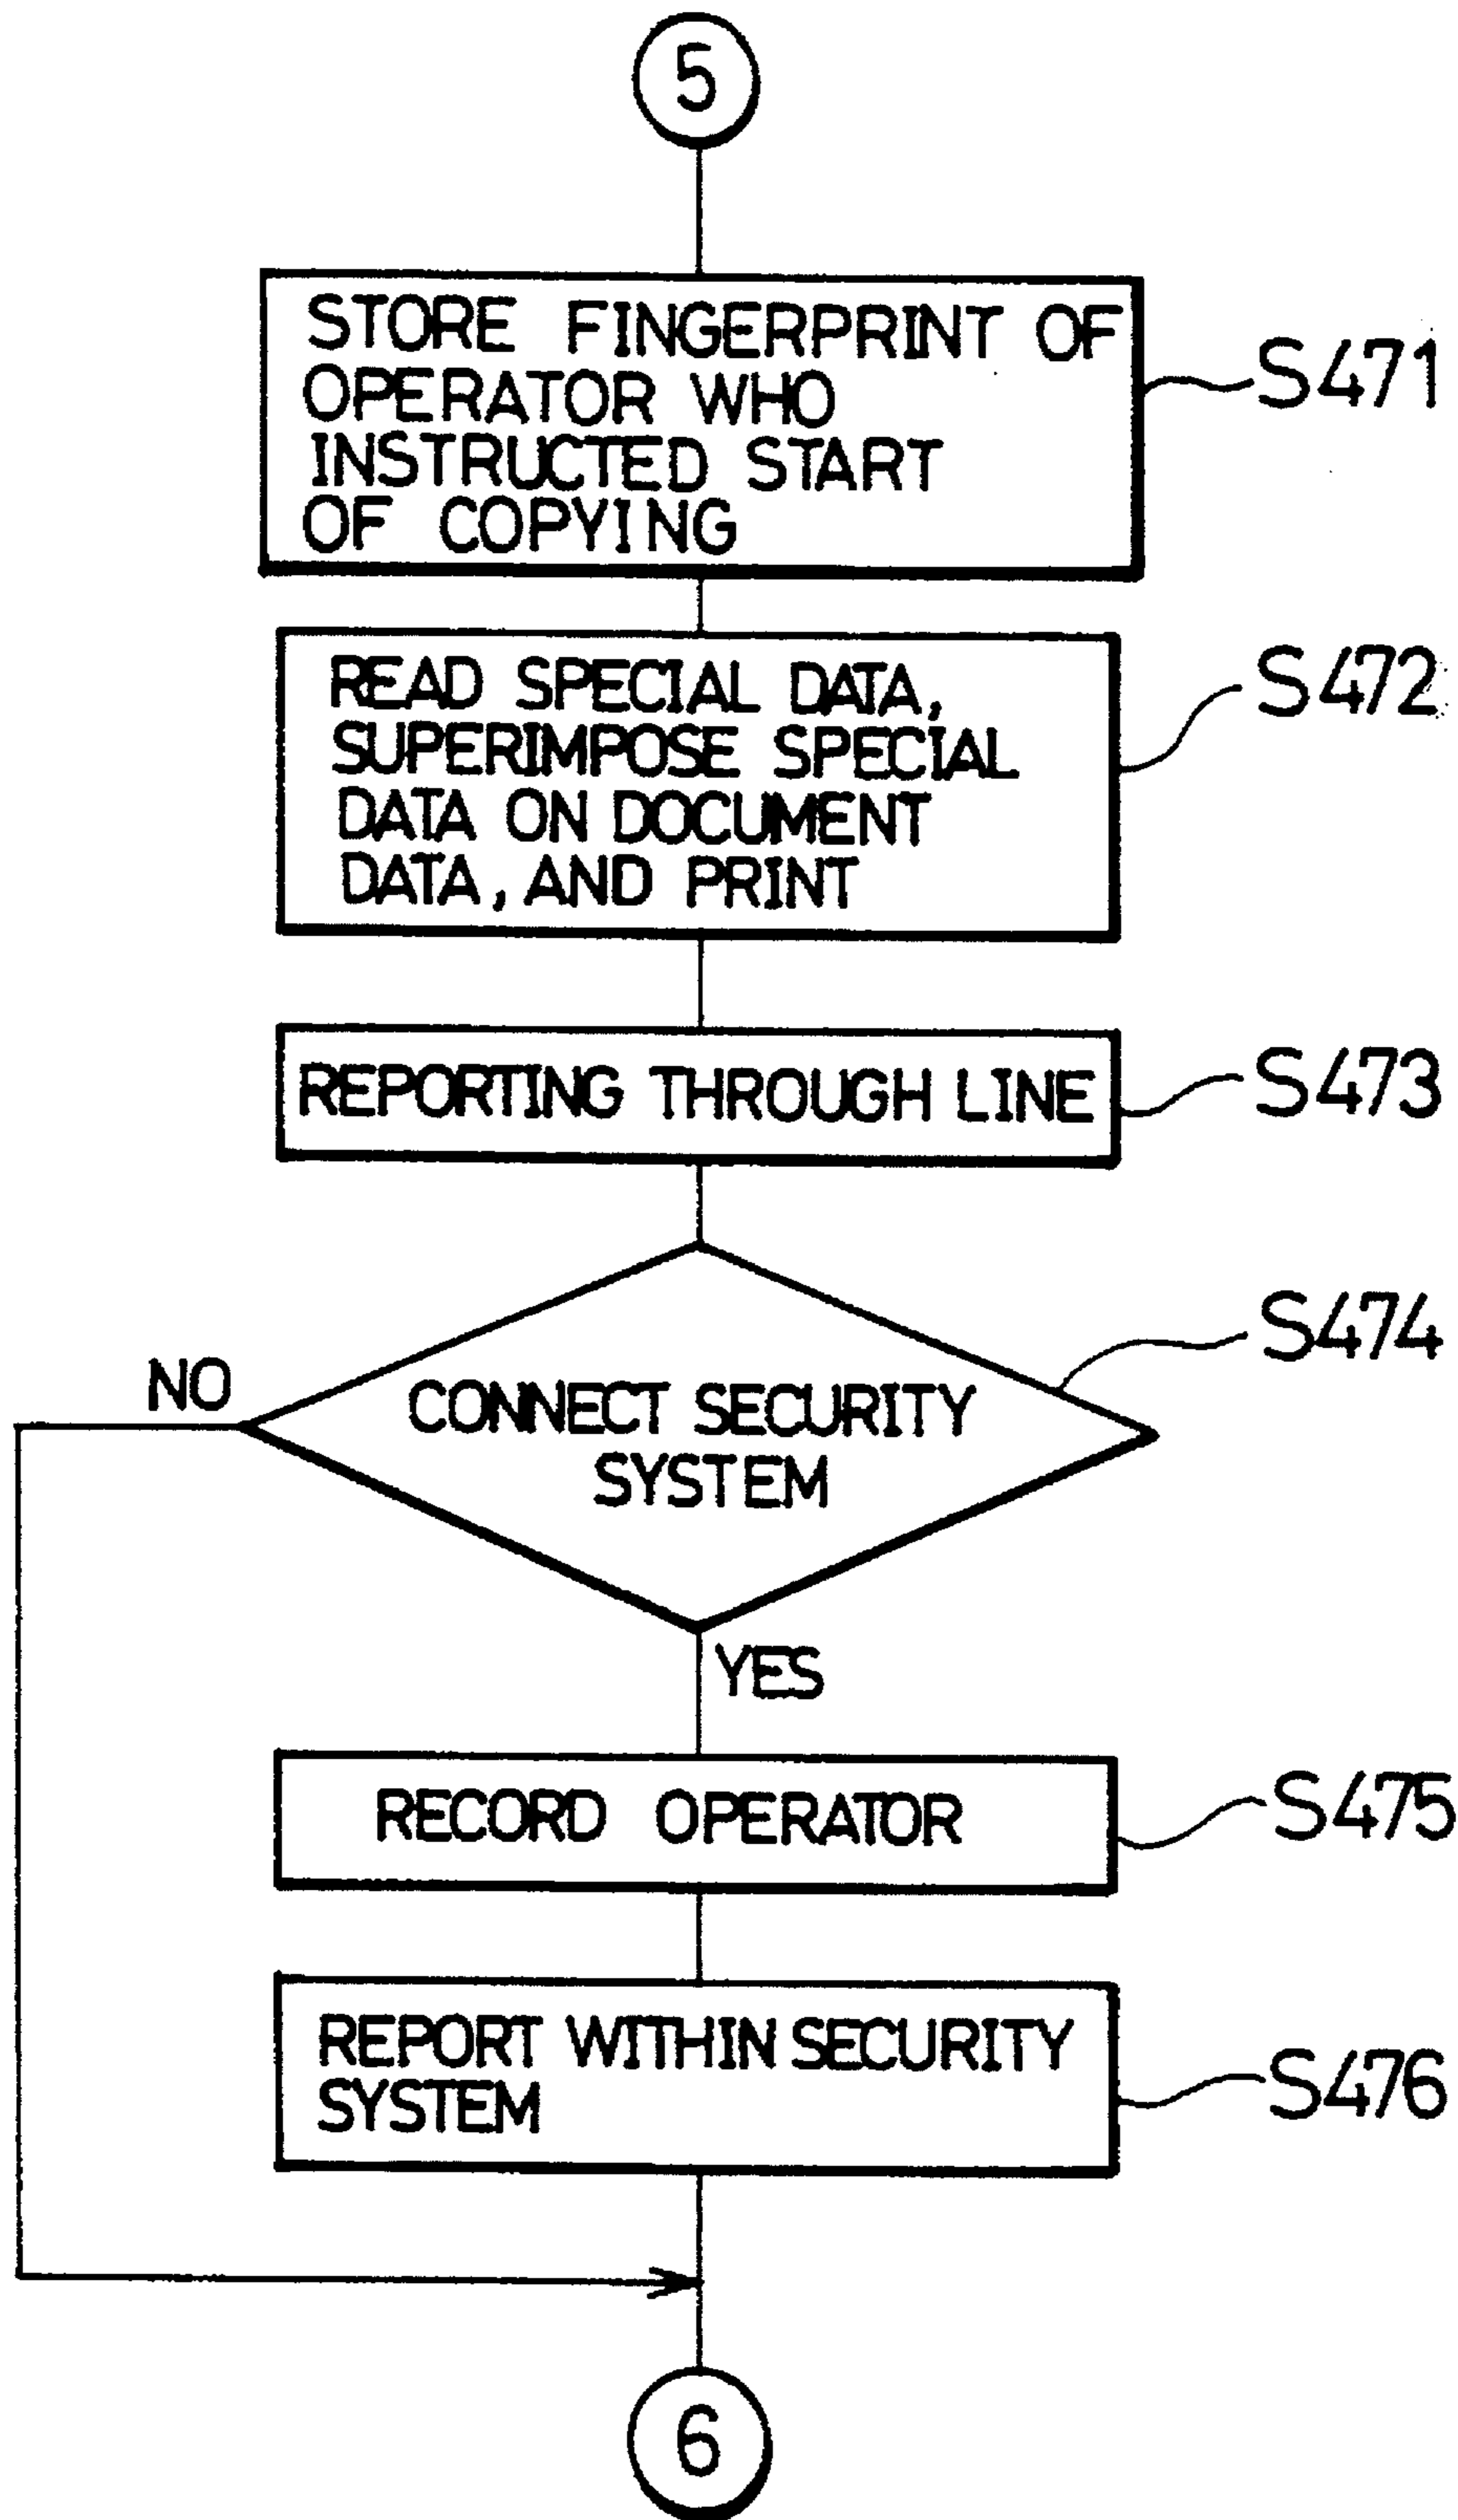 5
STORE FINGERPRINT OF
OPERATOR WHO
INSTRUCTED START
OF COPYING
S471
READ SPECIAL DATA,
SUPERIMPOSE SPECIAL
DATA ON DOCUMENT
DATA, AND PRINT
S472
REPORTING THROUGH LINE
S473
S474
NO
CONNECT SECURITY
SYSTEM
YES
RECORD OPERATOR
S475
REPORT WITHIN SECURITY
SYSTEM
S476
6